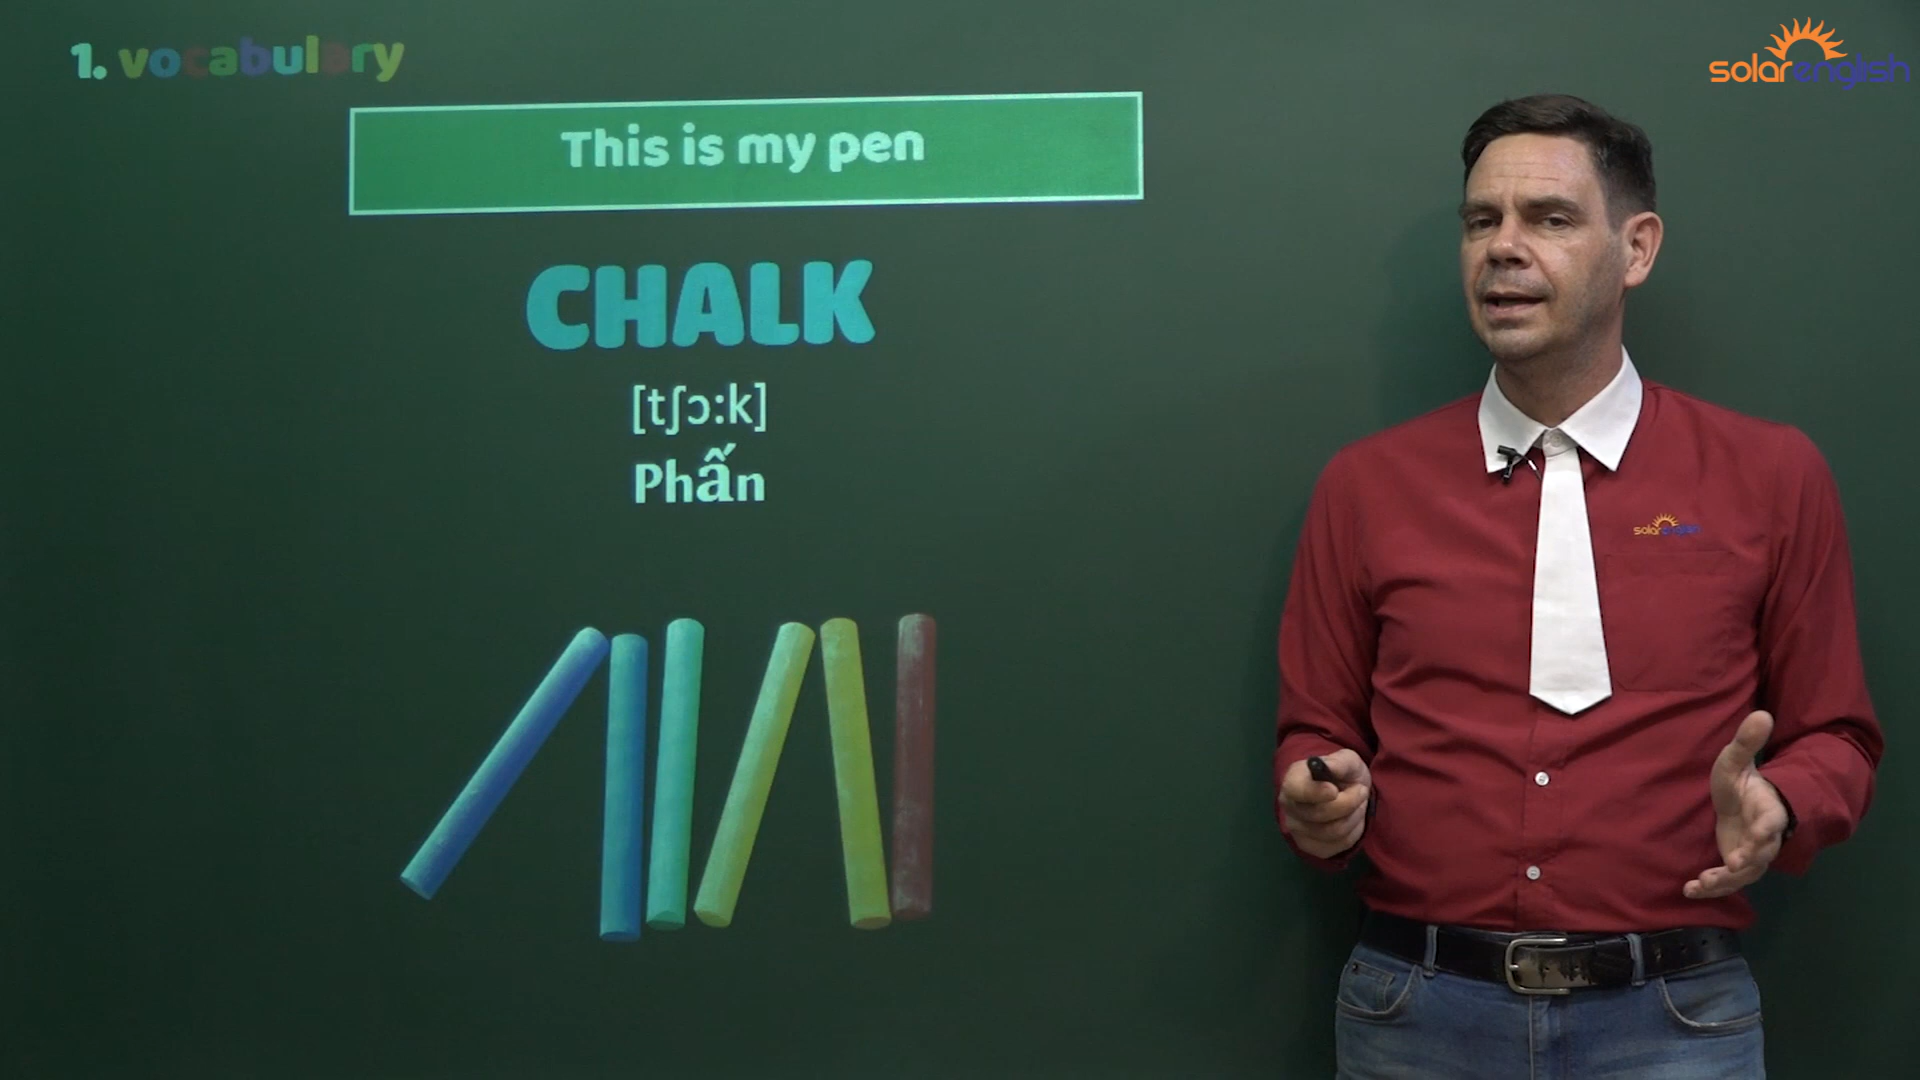 1. vocabulary
solarenglish
This is my pen
CHALK
[tʃɔ:k]
Phấn
solarenglish